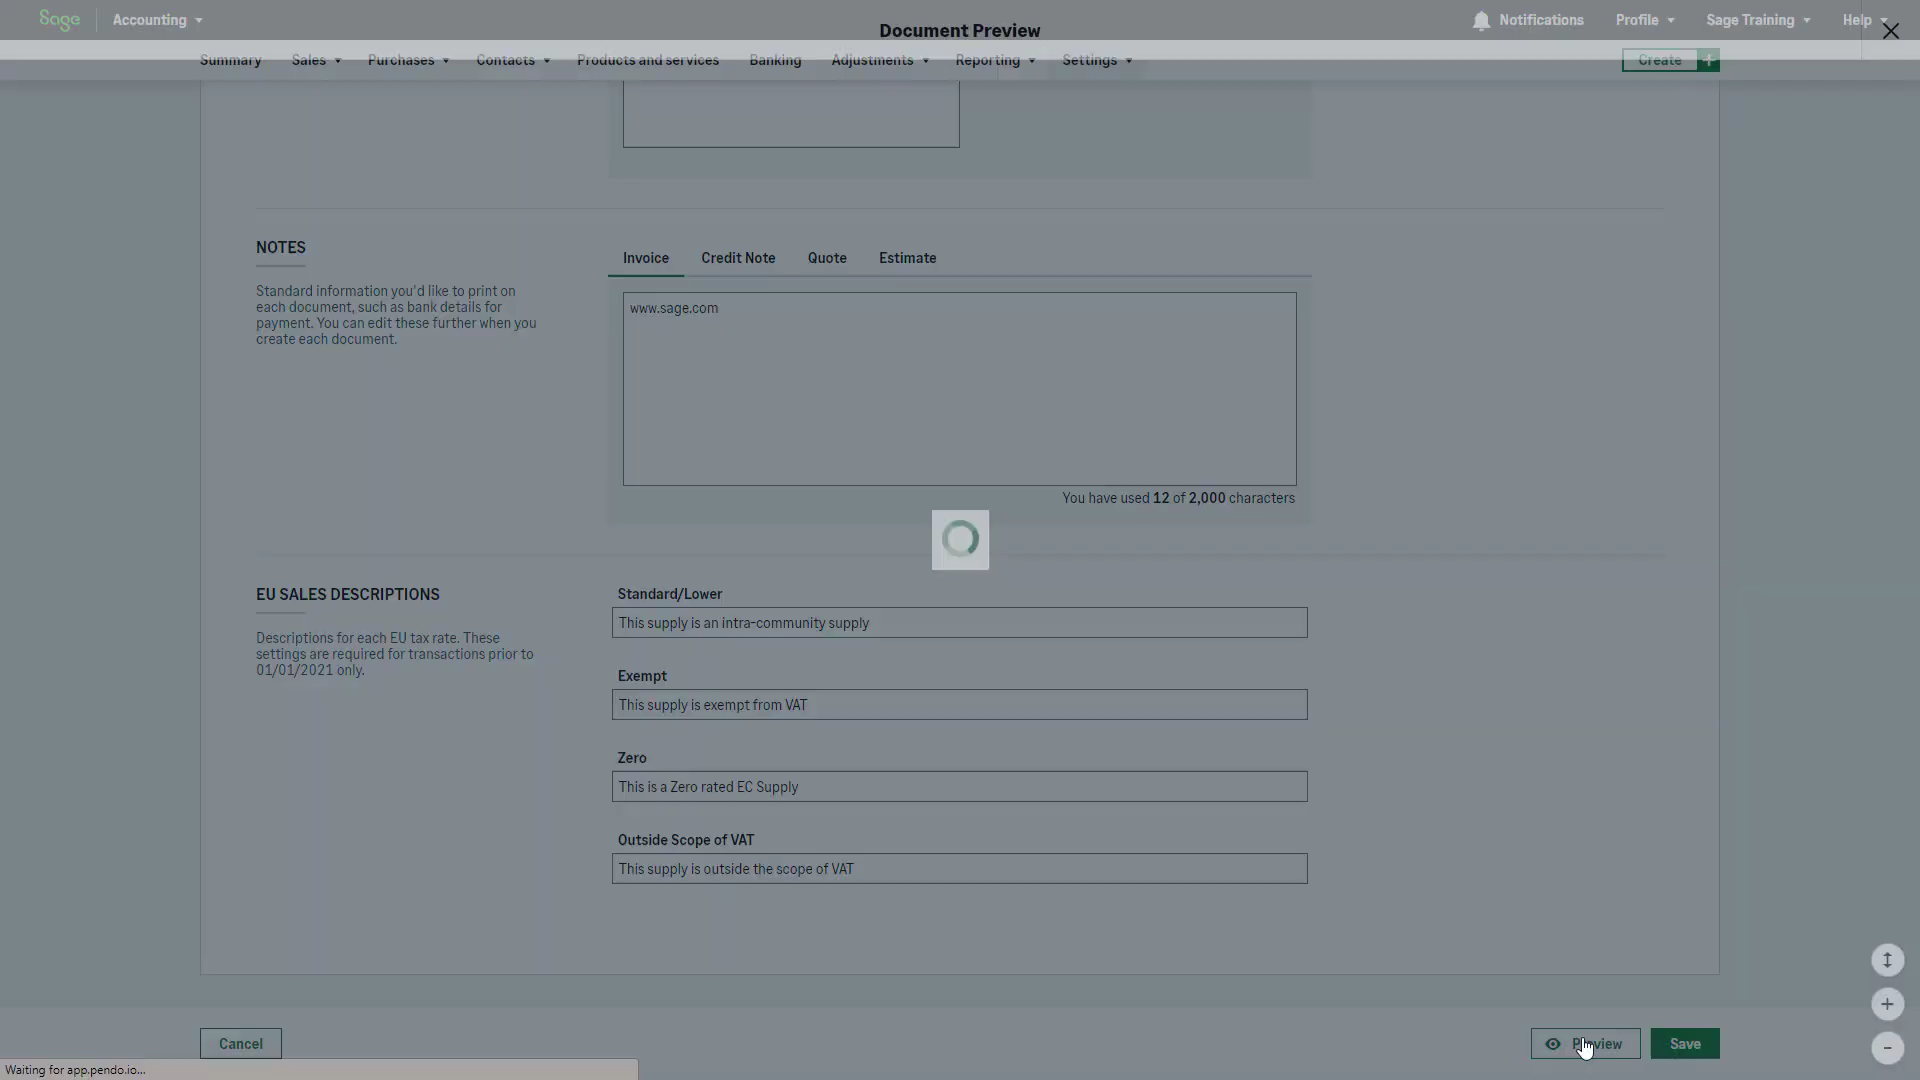 Sage
Accounting
Notifications
Profile
Sage Training
Help
Document Preview
Summary
Sales
Purchases
Contacts
Products and services
Banking
Adjustments
Reporting
Settings
Create +
NOTES
Standard information you'd like to print on
each document, such as bank details for
payment. You can edit these further when you
create each document.
Invoice
Credit Note
Quote
Estimate
www.sage.com
You have used 12 of 2,000 characters
EU SALES DESCRIPTIONS
Descriptions for each EU tax rate. These
settings are required for transactions prior to
01/01/2021 only.
Standard/Lower
This supply is an intra-community supply
Exempt
This supply is exempt from VAT
Zero
This is a Zero rated EC Supply
Outside Scope of VAT
This supply is outside the scope of VAT
Cancel
Preview
Save
Waiting for app.pendo.io...